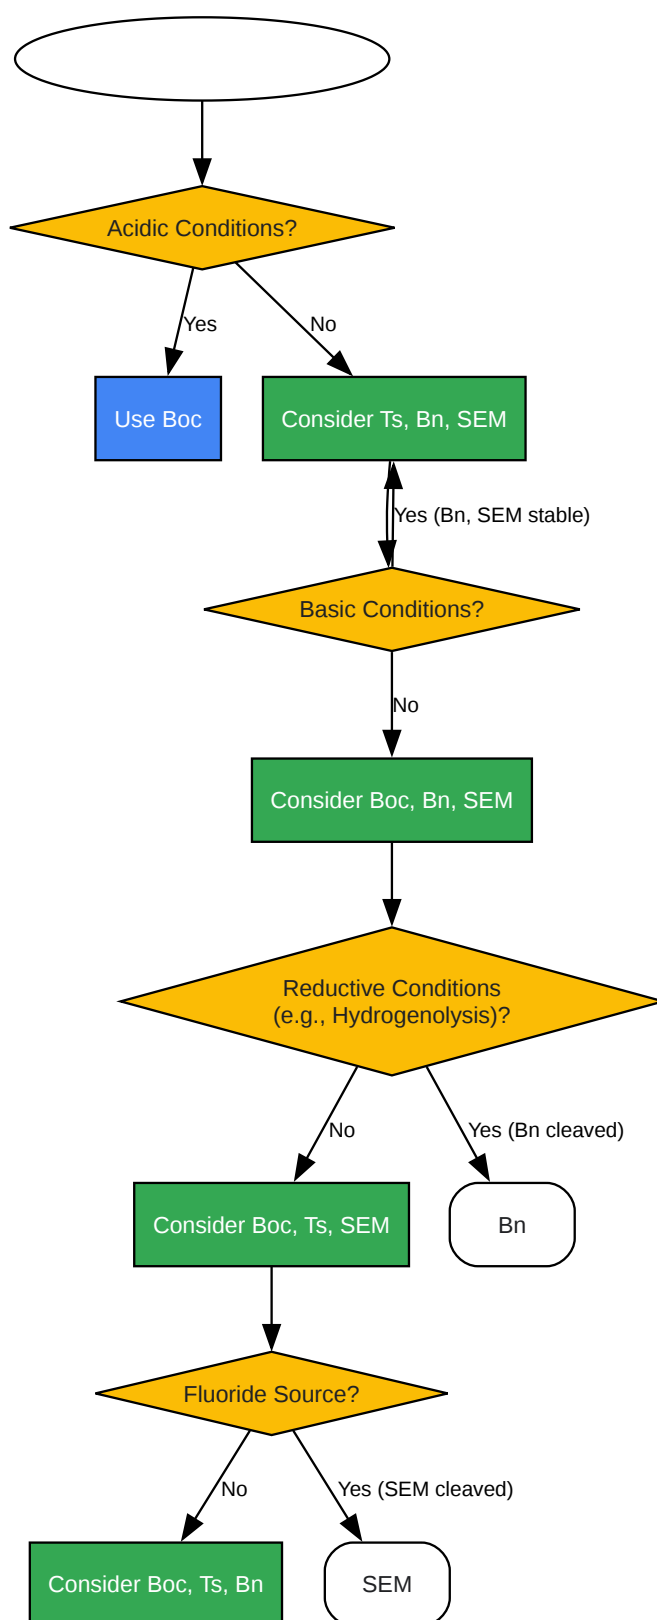 Acidic Conditions?
Yes
No
Use Boc
Consider Ts, Bn, SEM
Yes (Bn, SEM stable)
Basic Conditions?
No
Consider Boc, Bn, SEM
Reductive Conditions
(e.g., Hydrogenolysis)?
No
Yes (Bn cleaved)
Consider Boc, Ts, SEM
Bn
Fluoride Source?
No
Yes (SEM cleaved)
Consider Boc, Ts, Bn
SEM